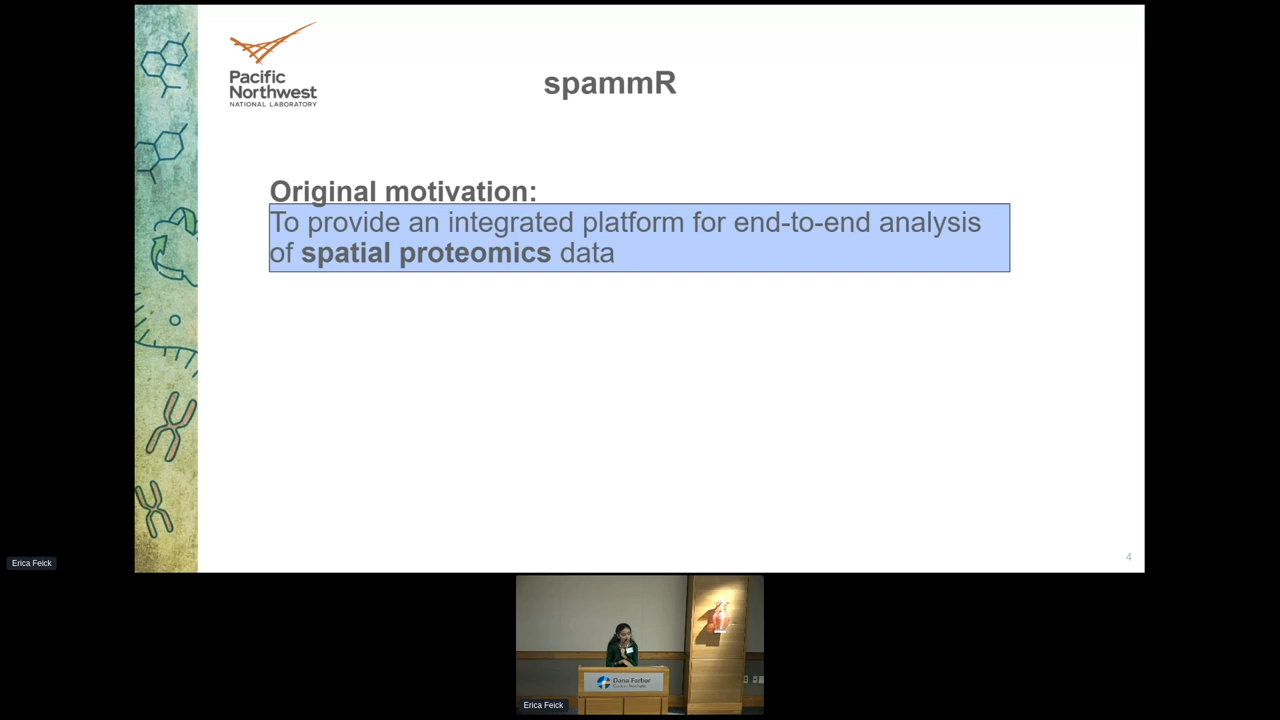 Pacific
Northwest
NATIONAL LABORATORY
spammR
Original motivation:
To provide an integrated platform for end-to-end analysis
of spatial proteomics data
4
Erica Feick
Dana-Farber
Cancer Institute
Erica Feick